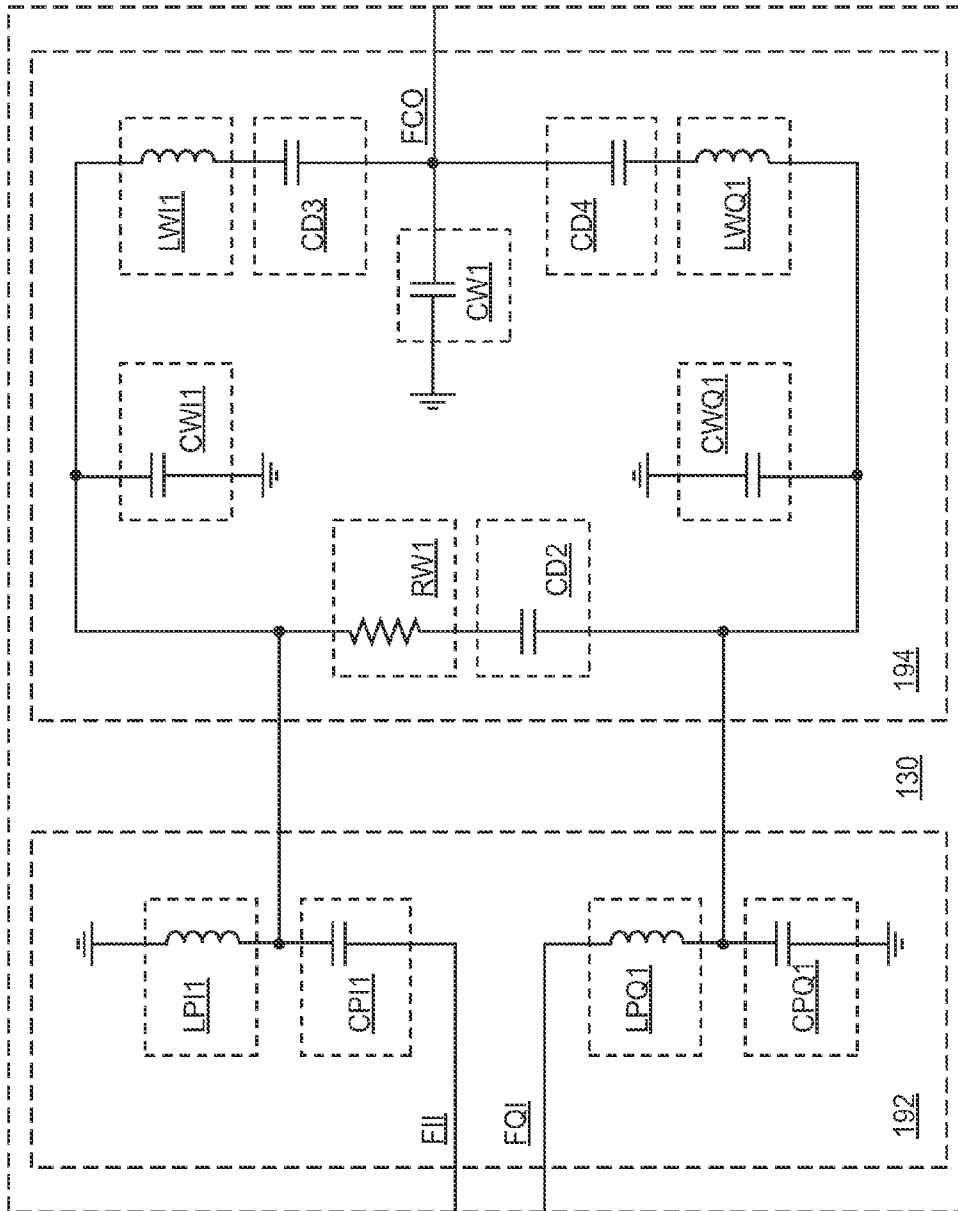 LWI1
CD3
FCO
CD4
LWQ1
CW1
CWI1
CWQ1
RW1
CD2
194
130
LPI1
CPI1
LPQ1
CPQ1
FII
FQI
192